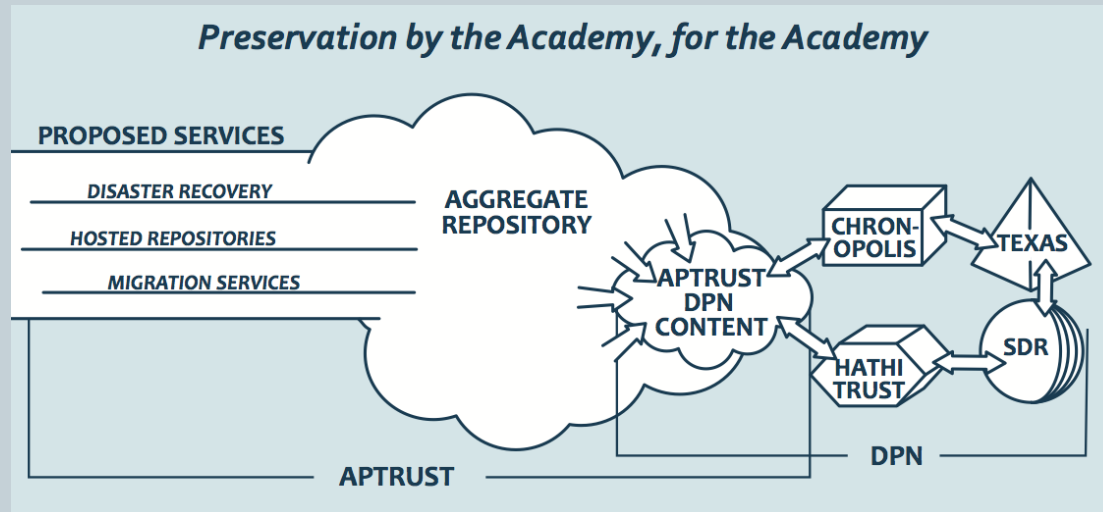 Preservation by the Academy, for the Academy
PROPOSED SERVICES
DISASTER RECOVERY
HOSTED REPOSITORIES
MIGRATION SERVICES
AGGREGATE
REPOSITORY
APTRUST
DPN
CONTENT
CHRON-
OPOLIS
TEXAS
HATHI
TRUST
SDR
DPN
APTRUST